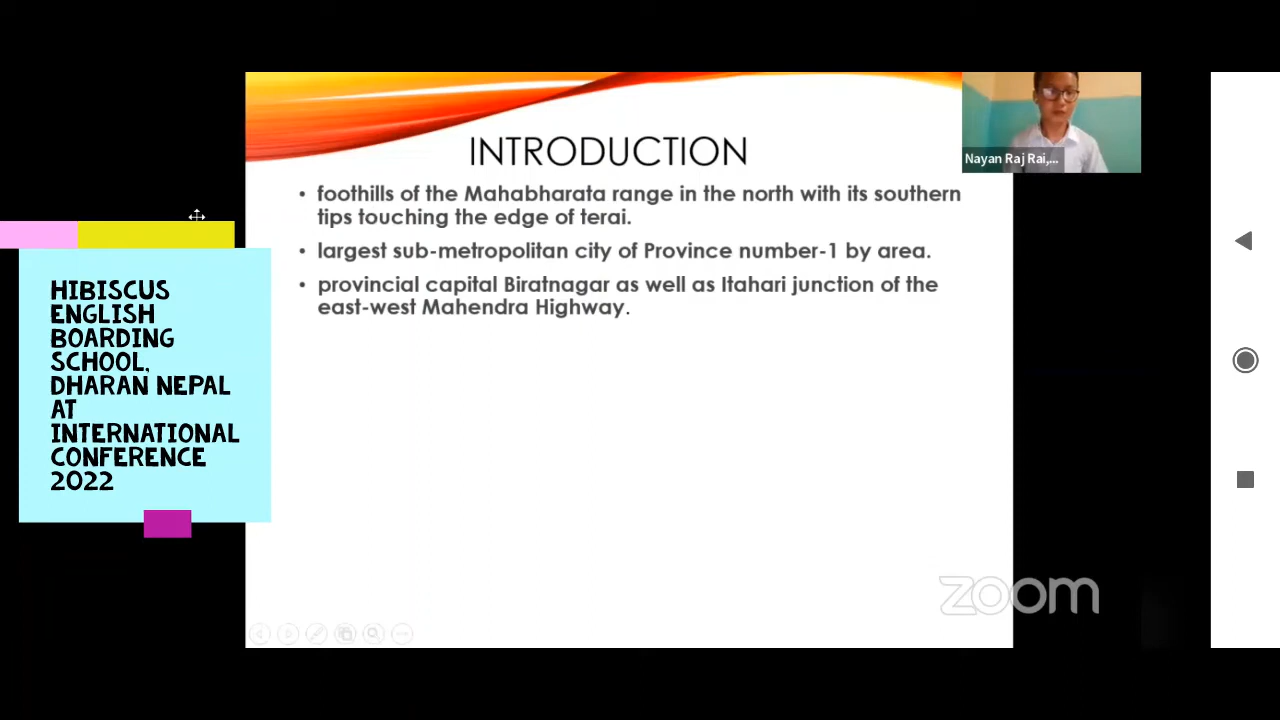 INTRODUCTION
• foothills of the Mahabharata range in the north with its southern
tips touching the edge of terai.
• largest sub-metropolitan city of Province number-1 by area.
• provincial capital Biratnagar as well as Itahari junction of the
east-west Mahendra Highway.
Nayan Raj Rai,...
HIBISCUS
ENGLISH
BOARDING
SCHOOL,
DHARAN NEPAL
AT
INTERNATIONAL
CONFERENCE
2022
zoom